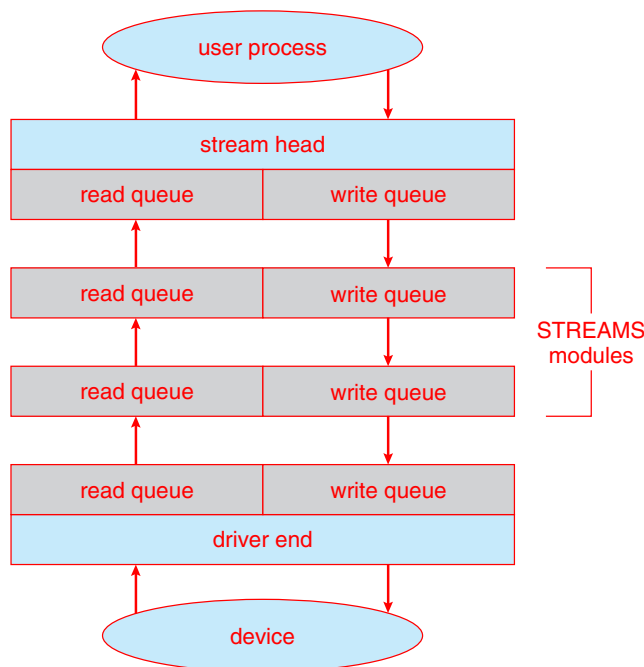 user process
stream head
read queue write queue
read queue write queue
STREAMS
modules
read queue write queue
read queue write queue
driver end
device